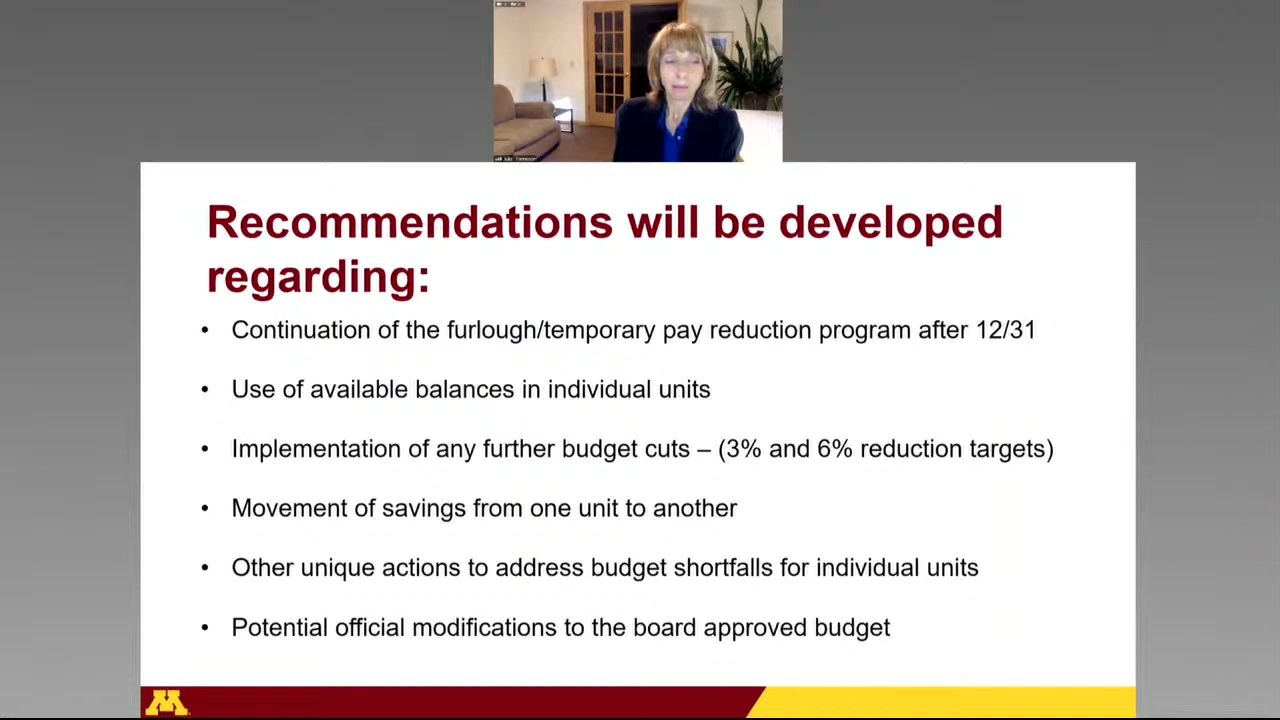 Recommendations will be developed
regarding:
• Continuation of the furlough/temporary pay reduction program after 12/31
• Use of available balances in individual units
• Implementation of any further budget cuts – (3% and 6% reduction targets)
• Movement of savings from one unit to another
• Other unique actions to address budget shortfalls for individual units
• Potential official modifications to the board approved budget
M